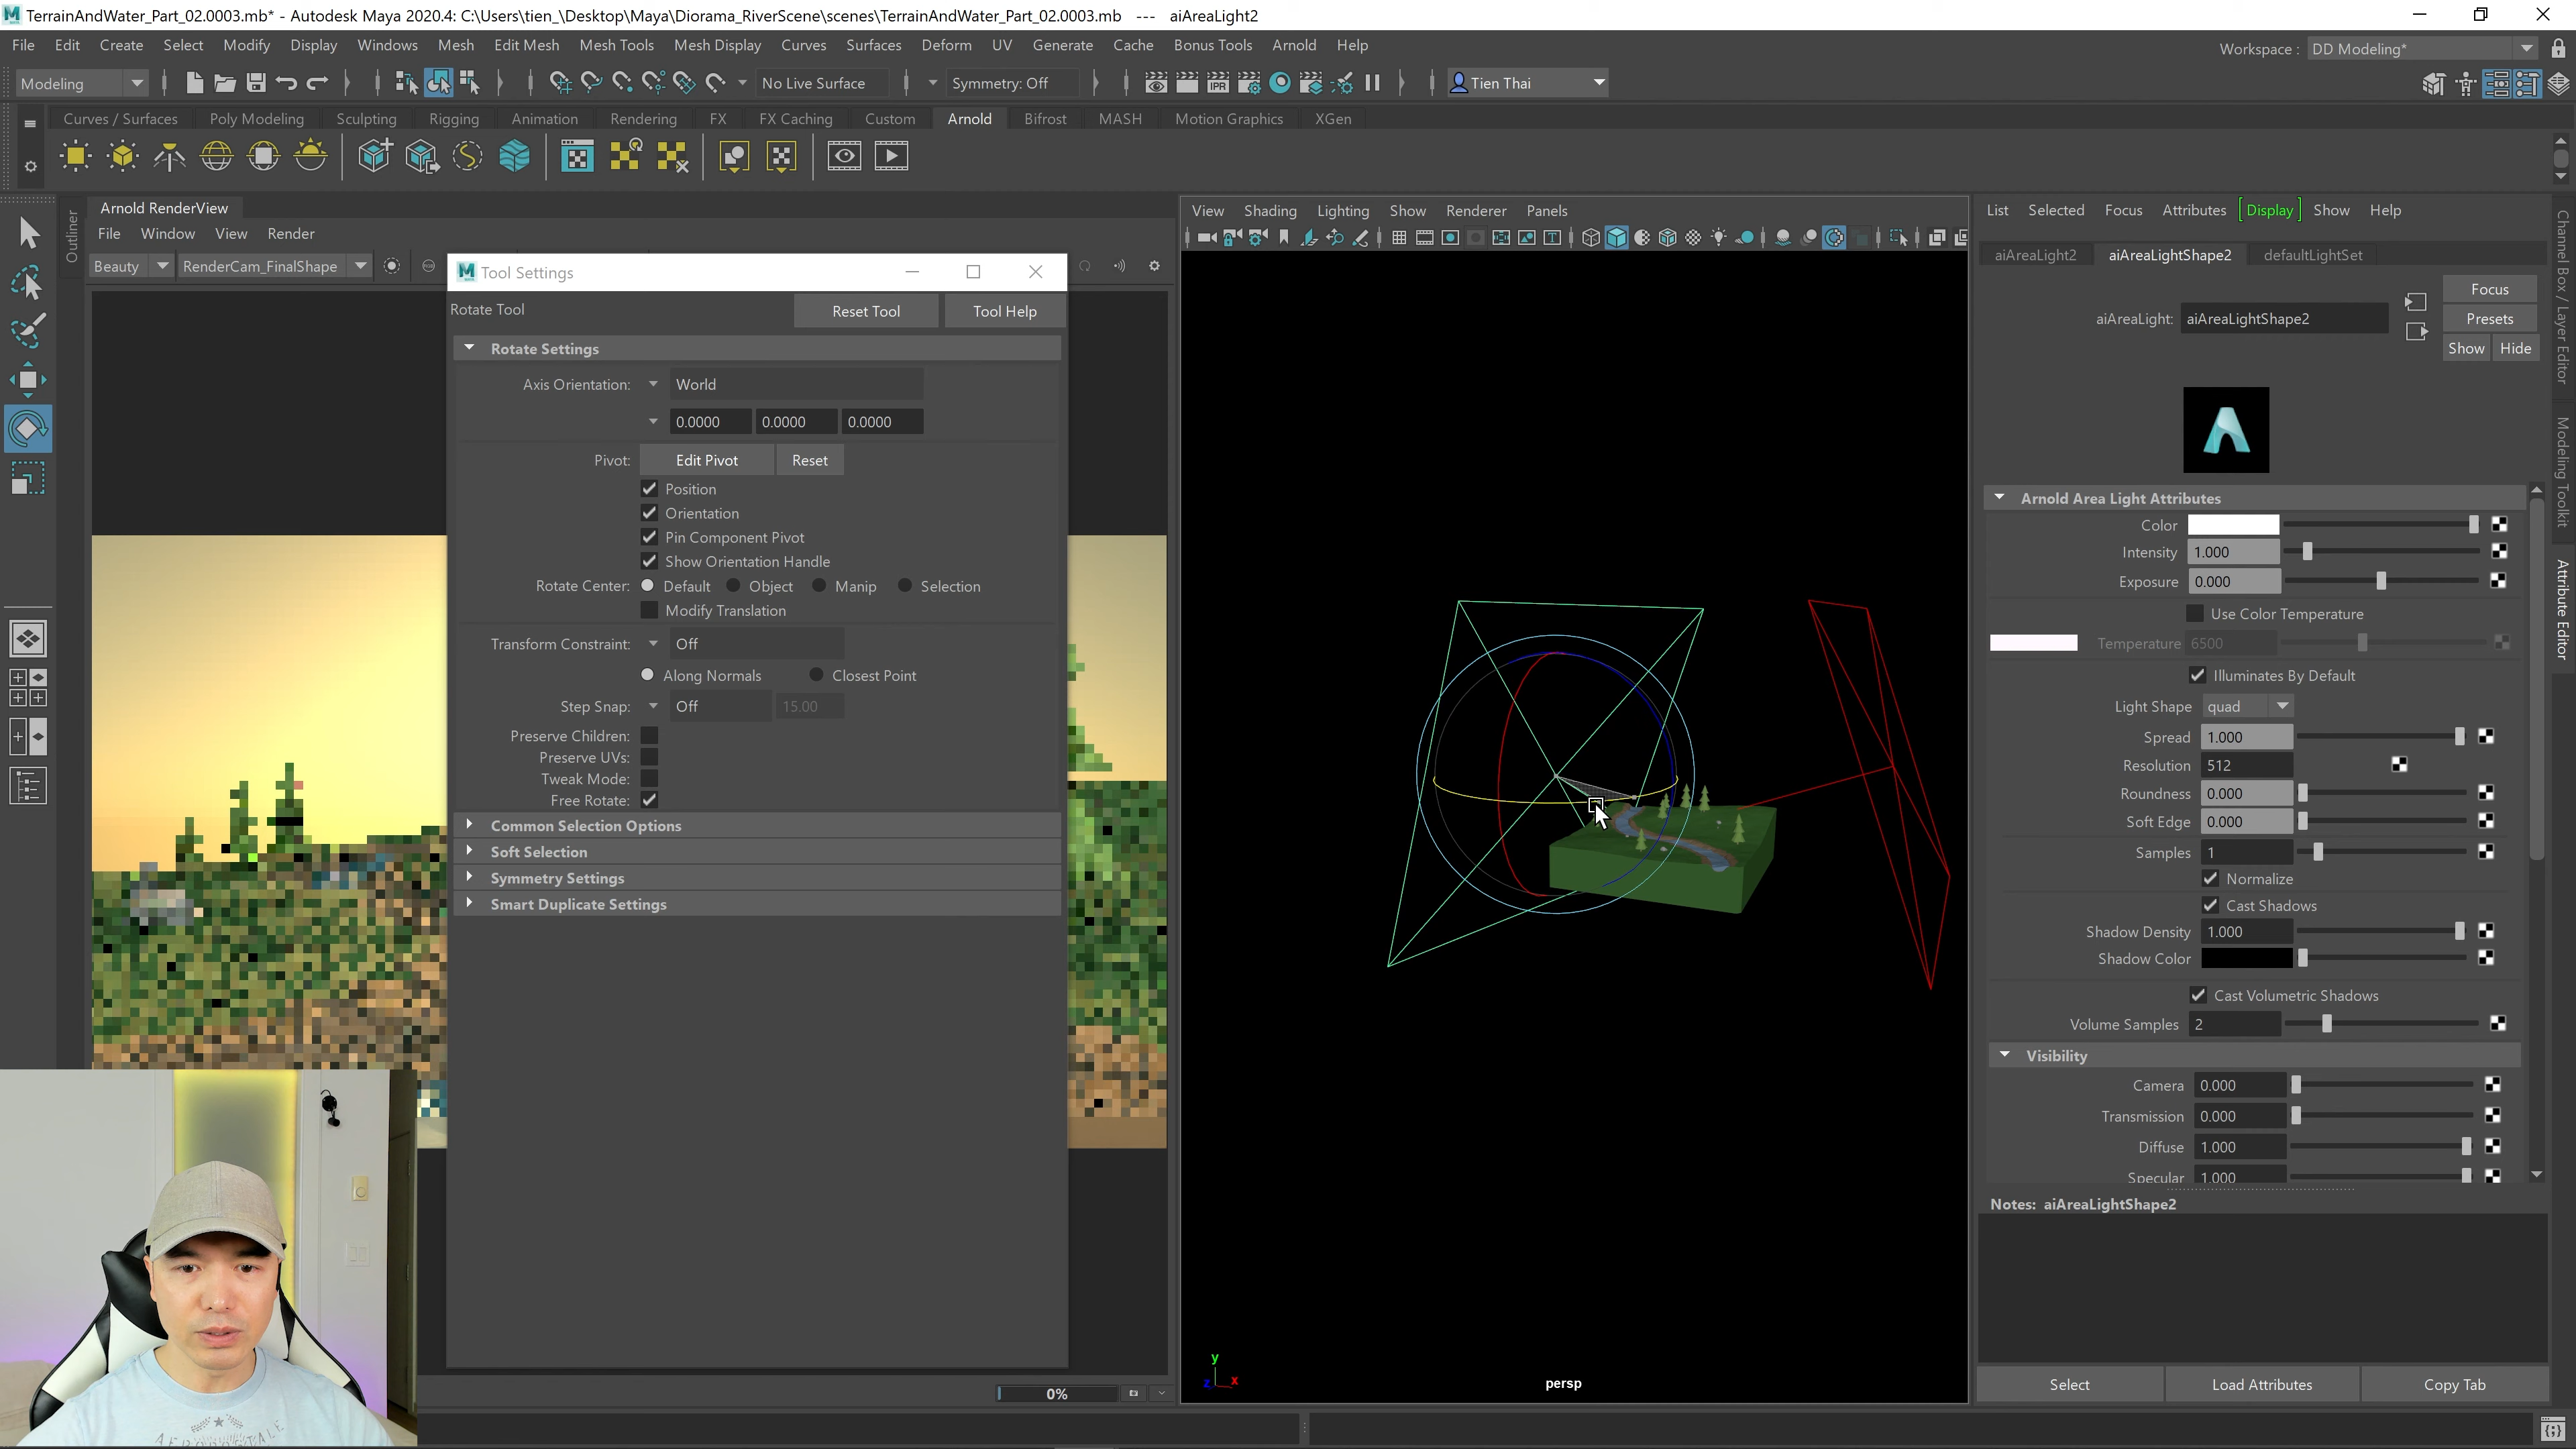 TerrainAndWater_Part_02.0003.mb* - Autodesk Maya 2020.4: C:\Users\tien_\Desktop\Maya\Diorama_RiverScene\scenes\TerrainAndWater_Part_02.0003.mb --- aiAreaLight2
File Edit Create Select Modify Display Windows Mesh Edit Mesh Mesh Tools Mesh Display Curves Surfaces Deform UV Generate Cache Bonus Tools Arnold Help
Workspace : DD Modeling*
Modeling No Live Surface Symmetry: Off IPR Tien Thai
Curves / Surfaces Poly Modeling Sculpting Rigging Animation Rendering FX FX Caching Custom Arnold Bifrost MASH Motion Graphics XGen
Outliner
Arnold RenderView
File Window View Render
Beauty RenderCam_FinalShape
Tool Settings
Rotate Tool Reset Tool Tool Help
Rotate Settings
Axis Orientation: World
0.0000 0.0000 0.0000
Pivot: Edit Pivot Reset
Position
Orientation
Pin Component Pivot
Show Orientation Handle
Rotate Center: Default Object Manip Selection
Modify Translation
Transform Constraint: Off
Along Normals Closest Point
Step Snap: Off 15.00
Preserve Children:
Preserve UVs:
Tweak Mode:
Free Rotate:
Common Selection Options
Soft Selection
Symmetry Settings
Smart Duplicate Settings
0%
View Shading Lighting Show Renderer Panels
y
z x
persp
List Selected Focus Attributes Display Show Help
aiAreaLight2 aiAreaLightShape2 defaultLightSet
Focus
aiAreaLight: aiAreaLightShape2 Presets
Show Hide
Arnold Area Light Attributes
Color
Intensity 1.000
Exposure 0.000
Use Color Temperature
Temperature 6500
Illuminates By Default
Light Shape quad
Spread 1.000
Resolution 512
Roundness 0.000
Soft Edge 0.000
Samples 1
Normalize
Cast Shadows
Shadow Density 1.000
Shadow Color
Cast Volumetric Shadows
Volume Samples 2
Visibility
Camera 0.000
Transmission 0.000
Diffuse 1.000
Specular 1.000
Notes: aiAreaLightShape2
Select Load Attributes Copy Tab
Channel Box / Layer Editor
Modeling Toolkit
Attribute Editor